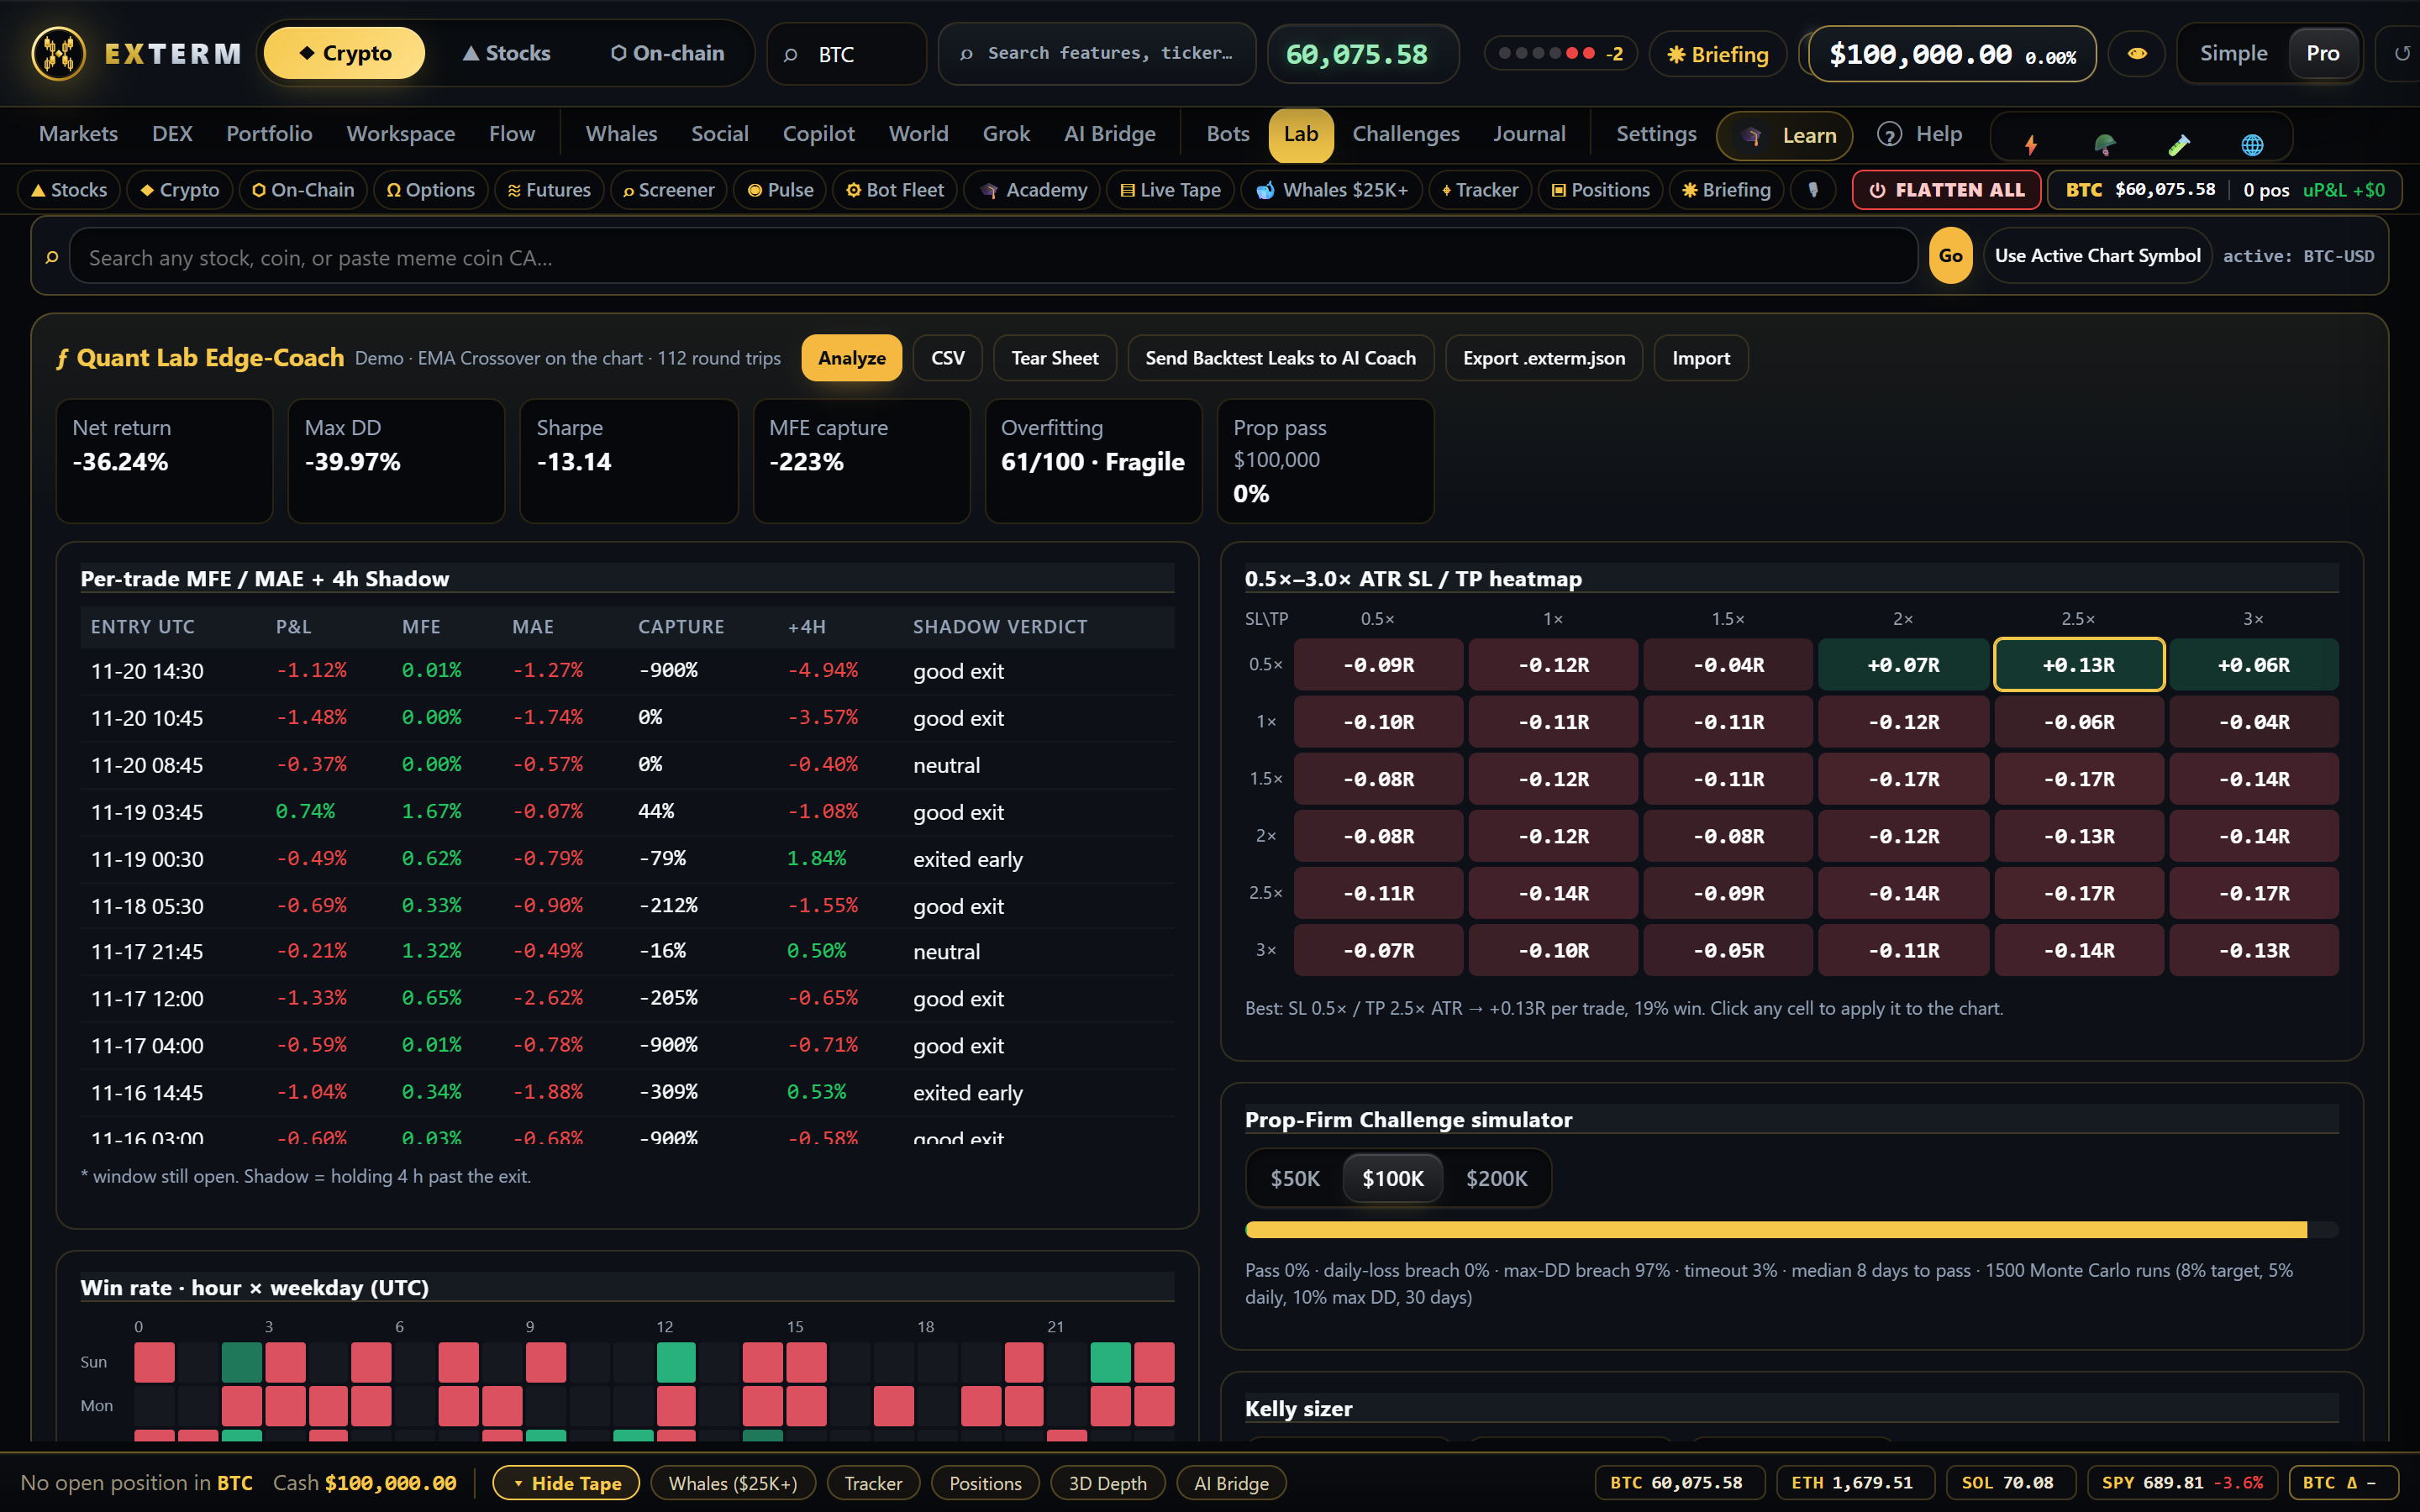 EXTERM
◆ Crypto
▲ Stocks
⬡ On-chain
BTC
Search features, ticker…
60,075.58
-2
Briefing
$100,000.00 0.00%
Simple
Pro
Markets DEX Portfolio Workspace Flow Whales Social Copilot World Grok AI Bridge Bots Lab Challenges Journal Settings Learn Help
Stocks Crypto On-Chain Options Futures Screener Pulse Bot Fleet Academy Live Tape Whales $25K+ Tracker Positions Briefing FLATTEN ALL BTC $60,075.58 0 pos uP&L +$0
Search any stock, coin, or paste meme coin CA…
Go
Use Active Chart Symbol
active: BTC-USD
ƒ Quant Lab Edge-Coach
Demo · EMA Crossover on the chart · 112 round trips
Analyze
CSV
Tear Sheet
Send Backtest Leaks to AI Coach
Export .exterm.json
Import
Net return
-36.24%
Max DD
-39.97%
Sharpe
-13.14
MFE capture
-223%
Overfitting
61/100 · Fragile
Prop pass
$100,000
0%
Per-trade MFE / MAE + 4h Shadow
ENTRY UTC P&L MFE MAE CAPTURE +4H SHADOW VERDICT
11-20 14:30 -1.12% 0.01% -1.27% -900% -4.94% good exit
11-20 10:45 -1.48% 0.00% -1.74% 0% -3.57% good exit
11-20 08:45 -0.37% 0.00% -0.57% 0% -0.40% neutral
11-19 03:45 0.74% 1.67% -0.07% 44% -1.08% good exit
11-19 00:30 -0.49% 0.62% -0.79% -79% 1.84% exited early
11-18 05:30 -0.69% 0.33% -0.90% -212% -1.55% good exit
11-17 21:45 -0.21% 1.32% -0.49% -16% 0.50% neutral
11-17 12:00 -1.33% 0.65% -2.62% -205% -0.65% good exit
11-17 04:00 -0.59% 0.01% -0.78% -900% -0.71% good exit
11-16 14:45 -1.04% 0.34% -1.88% -309% 0.53% exited early
11-16 03:00 -0.60% 0.03% -0.68% -900% -0.58% good exit
* window still open. Shadow = holding 4 h past the exit.
Win rate · hour × weekday (UTC)
0 3 6 9 12 15 18 21
Sun
Mon
0.5×–3.0× ATR SL / TP heatmap
SL\TP 0.5× 1× 1.5× 2× 2.5× 3×
0.5× -0.09R -0.12R -0.04R +0.07R +0.13R +0.06R
1× -0.10R -0.11R -0.11R -0.12R -0.06R -0.04R
1.5× -0.08R -0.12R -0.11R -0.17R -0.17R -0.14R
2× -0.08R -0.12R -0.08R -0.12R -0.13R -0.14R
2.5× -0.11R -0.14R -0.09R -0.14R -0.17R -0.17R
3× -0.07R -0.10R -0.05R -0.11R -0.14R -0.13R
Best: SL 0.5× / TP 2.5× ATR → +0.13R per trade, 19% win. Click any cell to apply it to the chart.
Prop-Firm Challenge simulator
$50K $100K $200K
Pass 0% · daily-loss breach 0% · max-DD breach 97% · timeout 3% · median 8 days to pass · 1500 Monte Carlo runs (8% target, 5%
daily, 10% max DD, 30 days)
Kelly sizer
No open position in BTC Cash $100,000.00
▼ Hide Tape
Whales ($25K+)
Tracker
Positions
3D Depth
AI Bridge
BTC 60,075.58
ETH 1,679.51
SOL 70.08
SPY 689.81 -3.6%
BTC Δ –